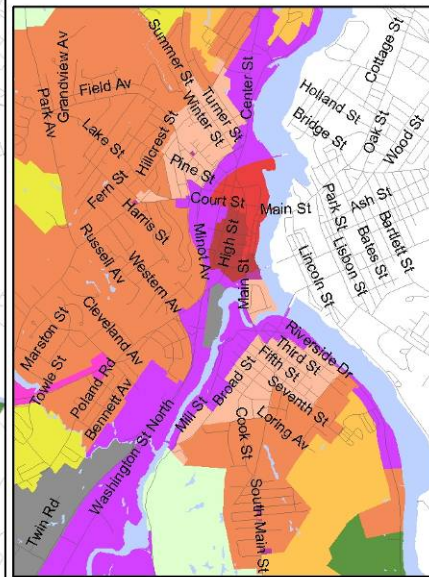 Summer St
Center St
Cottage St
Grandview Av
Field Av
Park Av
Turner St
Winter St
Holland St
Bridge St
Oak St
Wood St
Lake St
Hillcrest St
Pine St
Fern St
Harris St
Court St
Main St
Park St
Ash St
Bartlett St
Bates St
Lisbon St
High St
Minot Av
Russell Av
Western Av
Main St
Lincoln St
Marston St
Towle St
Cleveland Av
Poland Rd
Bennett Av
Riverside Dr
Third St
Fifth St
Seventh St
Broad St
Mill St
Loring Av
Cook St
Washington St North
South Main St
Twin Rd